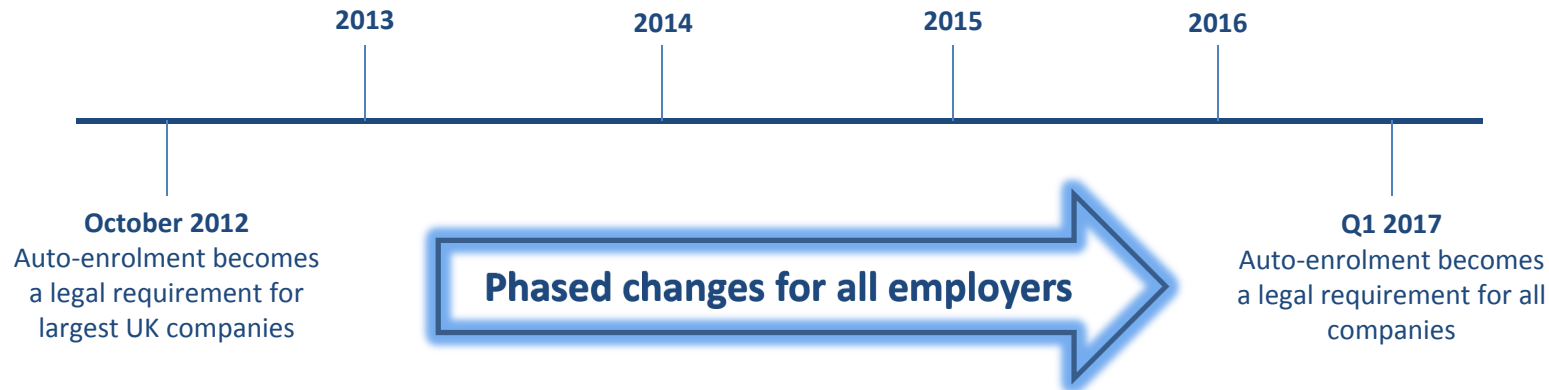 2013
2014
2015
2016
October 2012
Auto-enrolment becomes
a legal requirement for
largest UK companies
Phased changes for all employers
Q1 2017
Auto-enrolment becomes
a legal requirement for all
companies